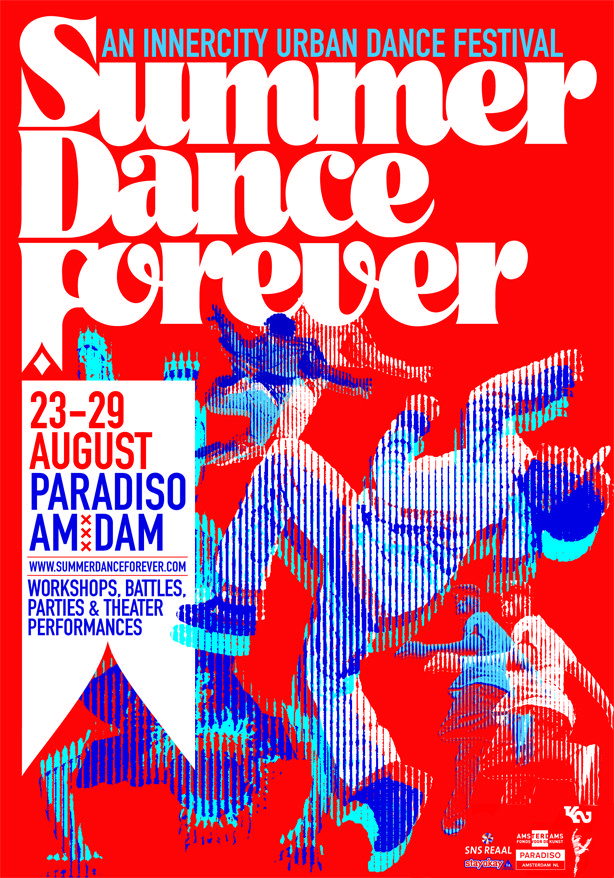 AN INNERCITY URBAN DANCE FESTIVAL
Summer
Dance
Forever
23-29
AUGUST
PARADISO
AM×××DAM
WWW.SUMMERDANCEFOREVER.COM
WORKSHOPS, BATTLES,
PARTIES & THEATER
PERFORMANCES
SNS REAAL
stayokay
AMSTERDAMS
FONDS VOOR DE KUNST
PARADISO
AMSTERDAM NL